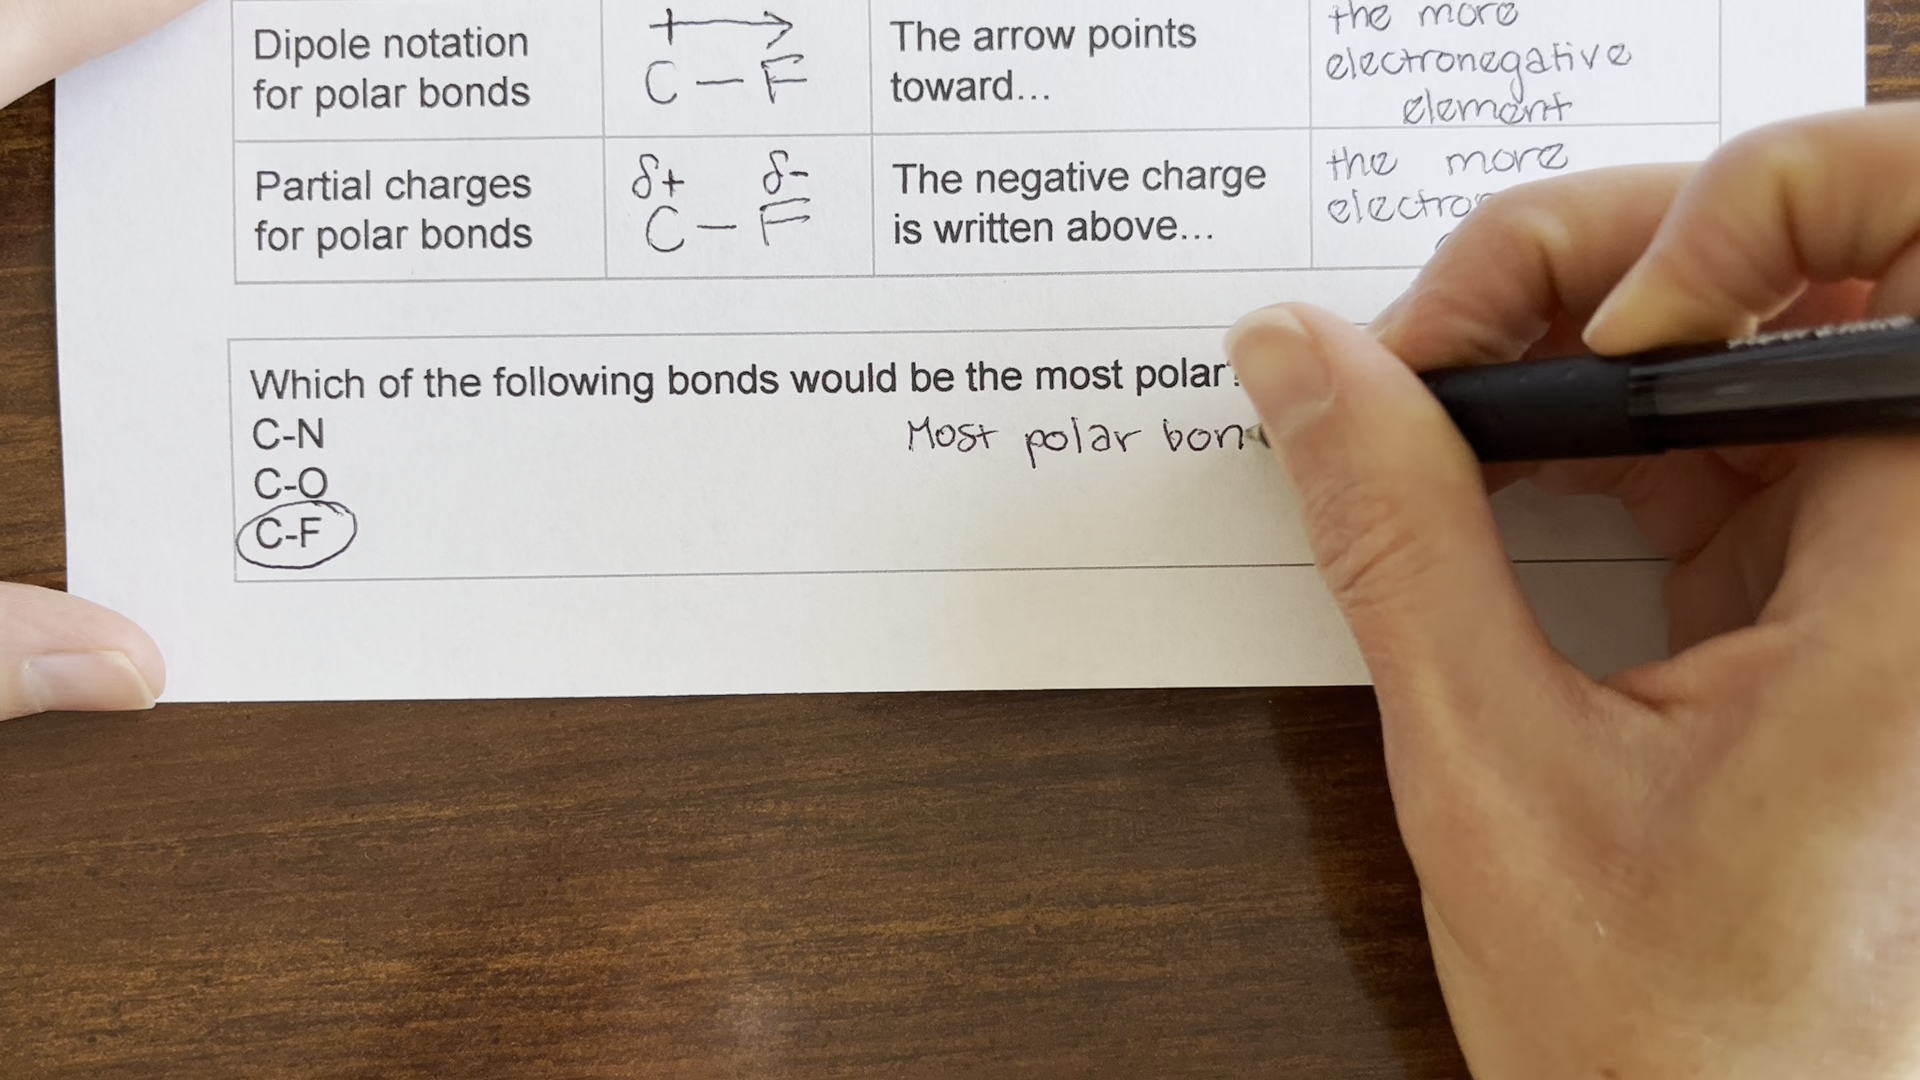 Dipole notation
for polar bonds
C — F
The arrow points
toward...
the more
electronegative
element
Partial charges
for polar bonds
δ+ δ-
C — F
The negative charge
is written above...
the more
Which of the following bonds would be the most polar?
C-N
C-O
C-F
Most polar bon